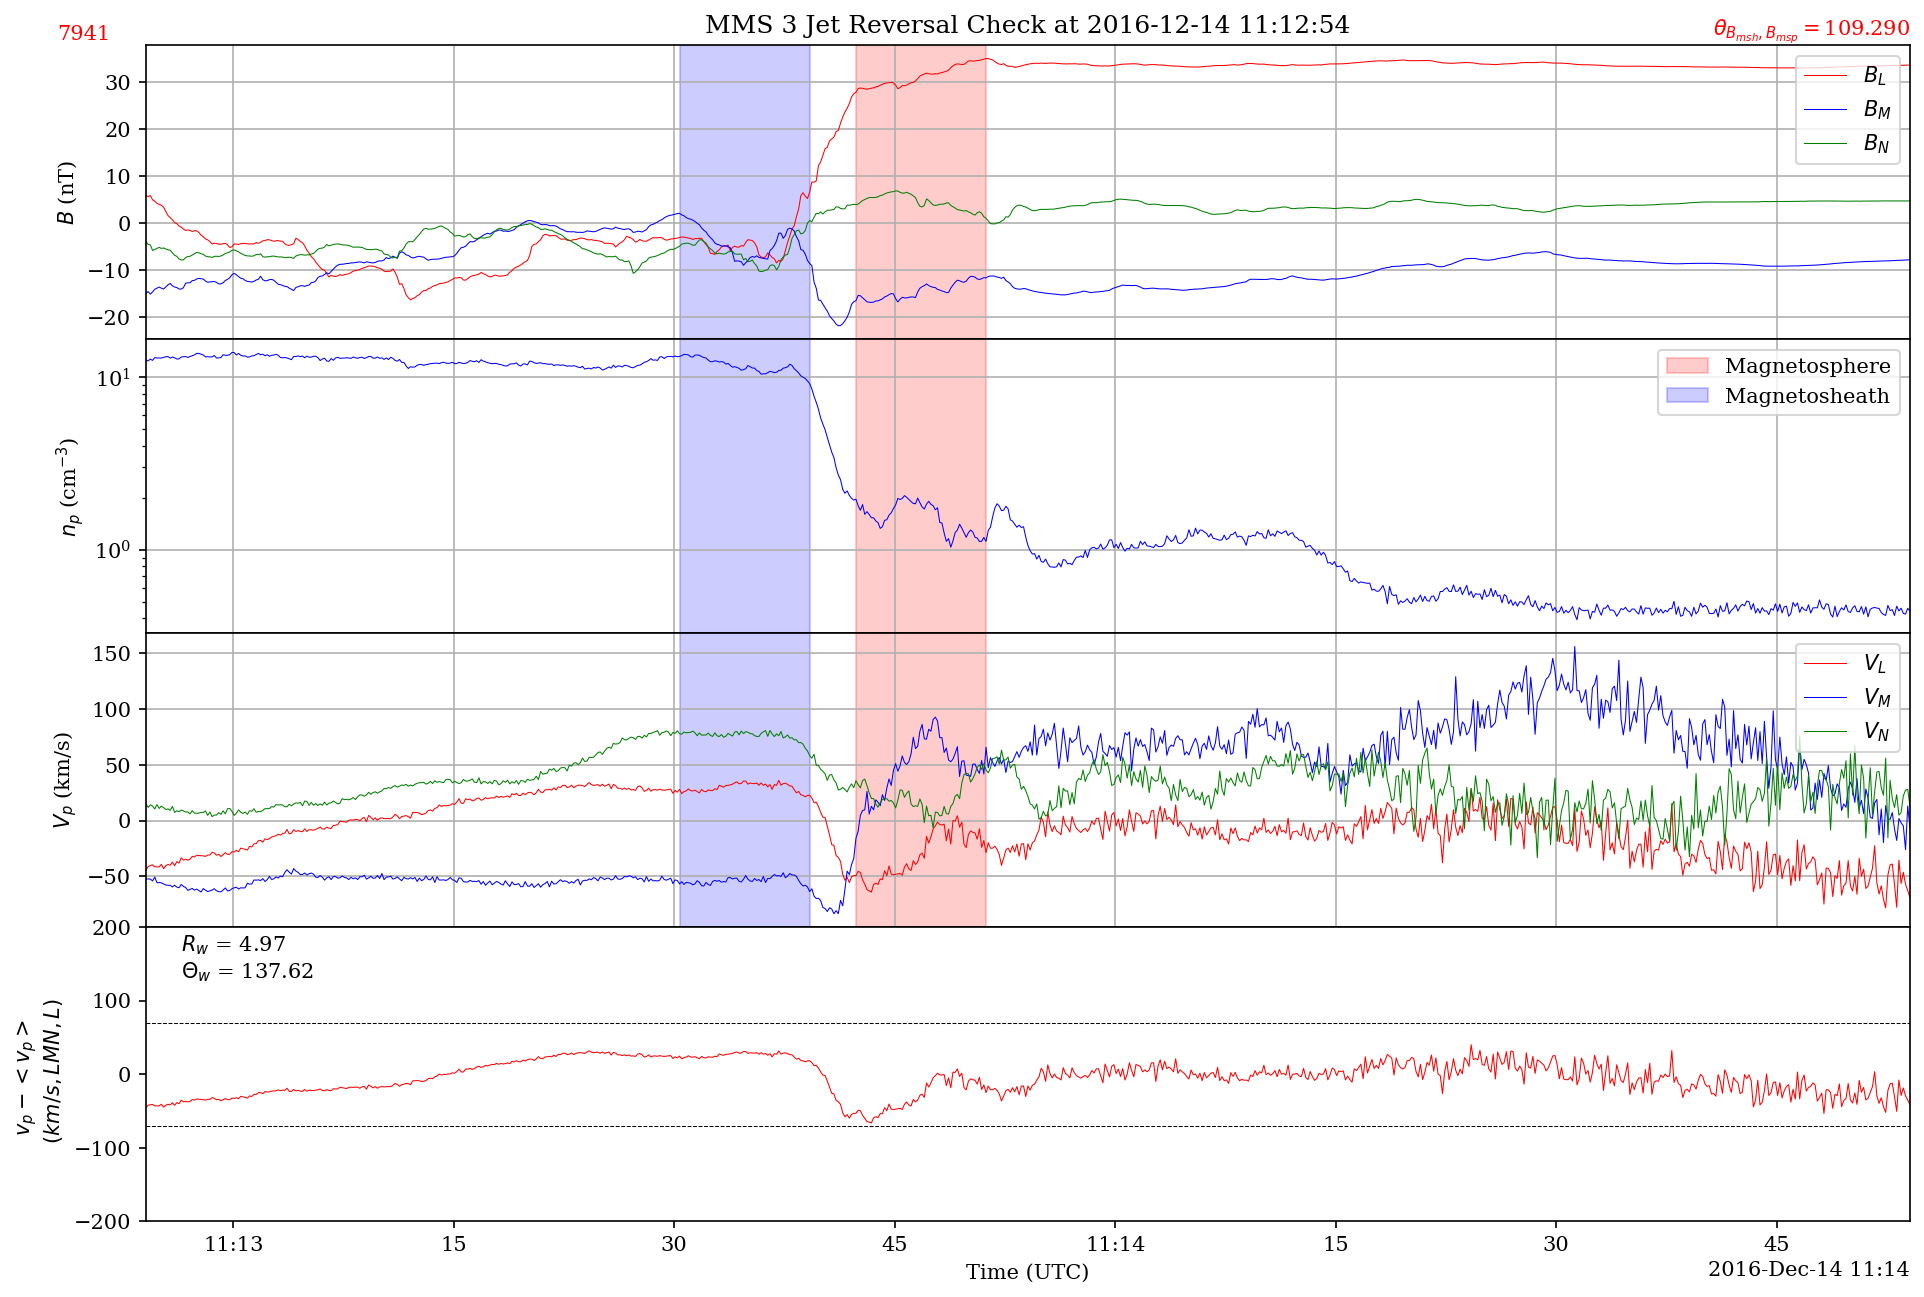 7941
MMS 3 Jet Reversal Check at 2016-12-14 11:12:54
θ_{B_{msh}, B_{msp}} = 109.290
30
20
10
0
−10
−20
B (nT)
B_L
B_M
B_N
10^1
10^0
n_p (cm^{−3})
Magnetosphere
Magnetosheath
150
100
50
0
−50
V_p (km/s)
V_L
V_M
V_N
200
100
0
−100
−200
v_p − < v_p >
(km/s, LMN, L)
R_w = 4.97
Θ_w = 137.62
11:13
15
30
45
11:14
15
30
45
Time (UTC)
2016-Dec-14 11:14